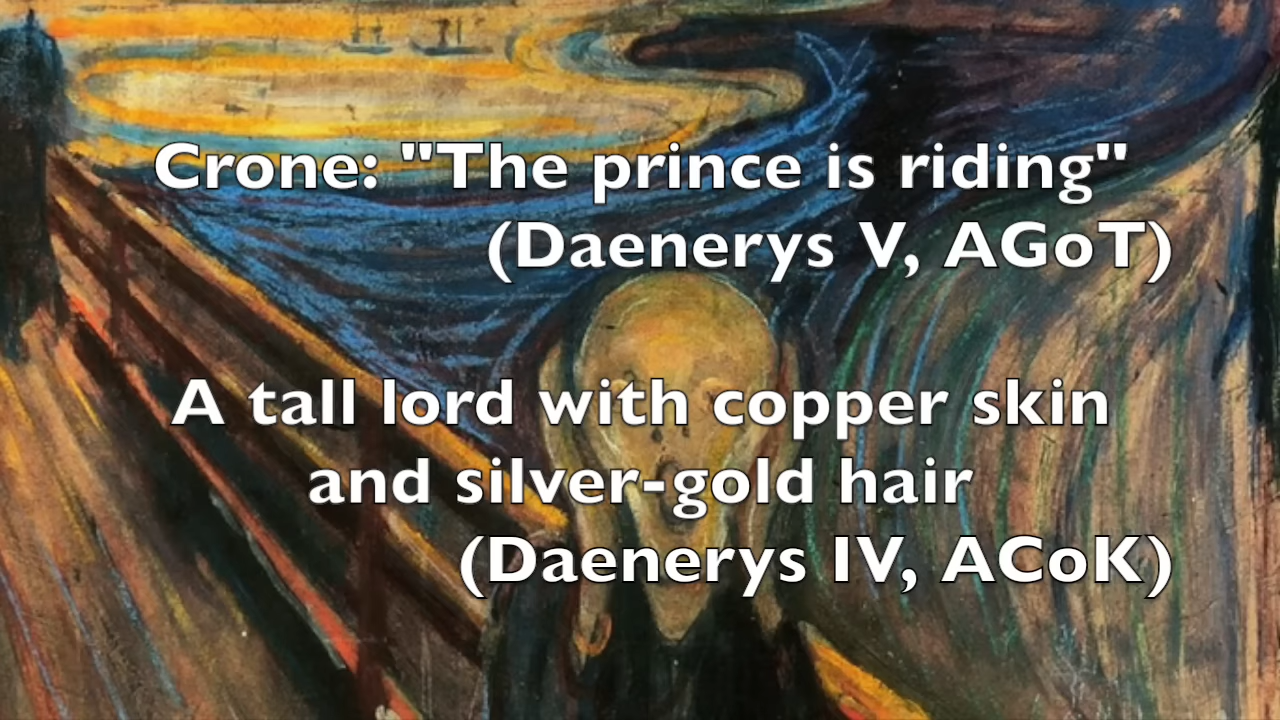 Crone: "The prince is riding"
(Daenerys V, AGoT)
A tall lord with copper skin
and silver-gold hair
(Daenerys IV, ACoK)